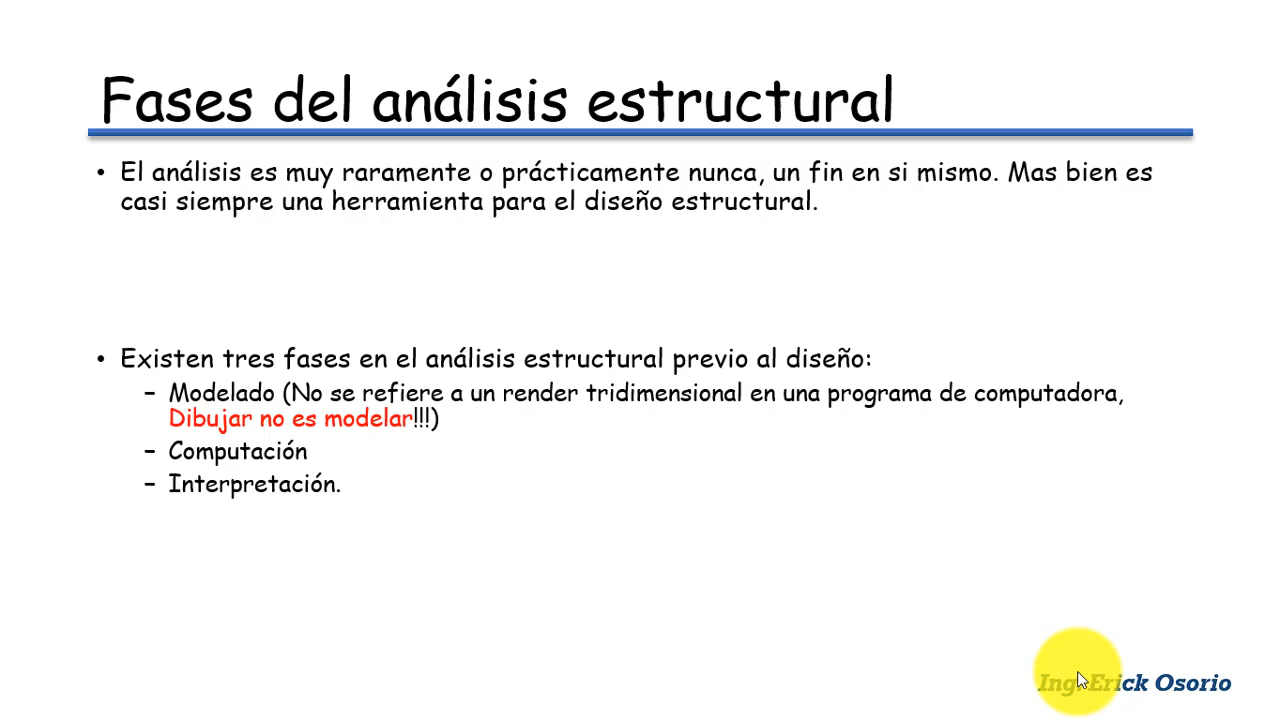 Fases del análisis estructural
• El análisis es muy raramente o prácticamente nunca, un fin en si mismo. Mas bien es
casi siempre una herramienta para el diseño estructural.
• Existen tres fases en el análisis estructural previo al diseño:
– Modelado (No se refiere a un render tridimensional en una programa de computadora,
Dibujar no es modelar!!!)
– Computación
– Interpretación.
Ing. Erick Osorio